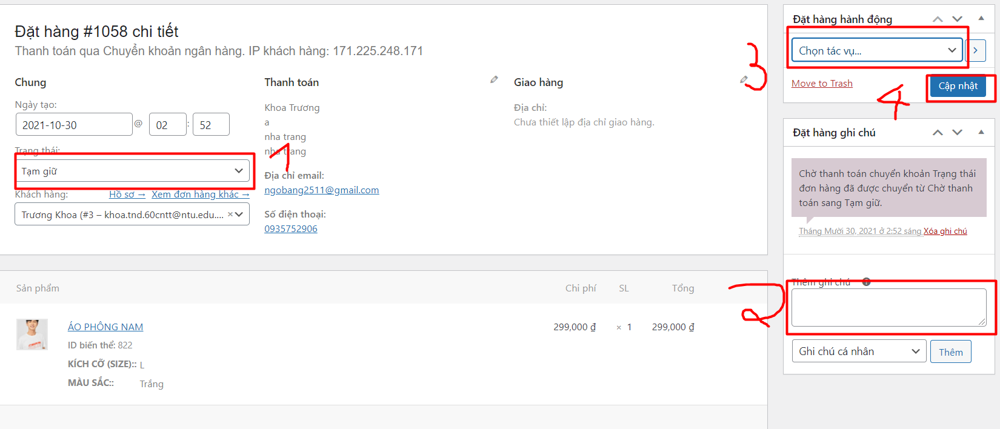 Đặt hàng #1058 chi tiết
Thanh toán qua Chuyển khoản ngân hàng. IP khách hàng: 171.225.248.171
Chung
Ngày tạo:
2021-10-30 @ 02 : 52
Trạng thái:
Tạm giữ
Khách hàng: Hồ sơ → Xem đơn hàng khác →
Trương Khoa (#3 – khoa.tnd.60cntt@ntu.edu.... ×
Thanh toán
Khoa Trương
a
nha trang
nha trang
Địa chỉ email:
ngobang2511@gmail.com
Số điện thoại:
0935752906
1
Giao hàng
Địa chỉ:
Chưa thiết lập địa chỉ giao hàng.
3
Đặt hàng hành động
Chọn tác vụ...
Move to Trash
4
Cập nhật
Đặt hàng ghi chú
Chờ thanh toán chuyển khoản Trạng thái
đơn hàng đã được chuyển từ Chờ thanh
toán sang Tạm giữ.
Tháng Mười 30, 2021 ở 2:52 sáng Xóa ghi chú
Thêm ghi chú
2
Ghi chú cá nhân
Thêm
Sản phẩm Chi phí SL Tổng
ÁO PHÔNG NAM 299,000 ₫ × 1 299,000 ₫
ID biến thể: 822
KÍCH CỠ (SIZE):: L
MÀU SẮC:: Trắng